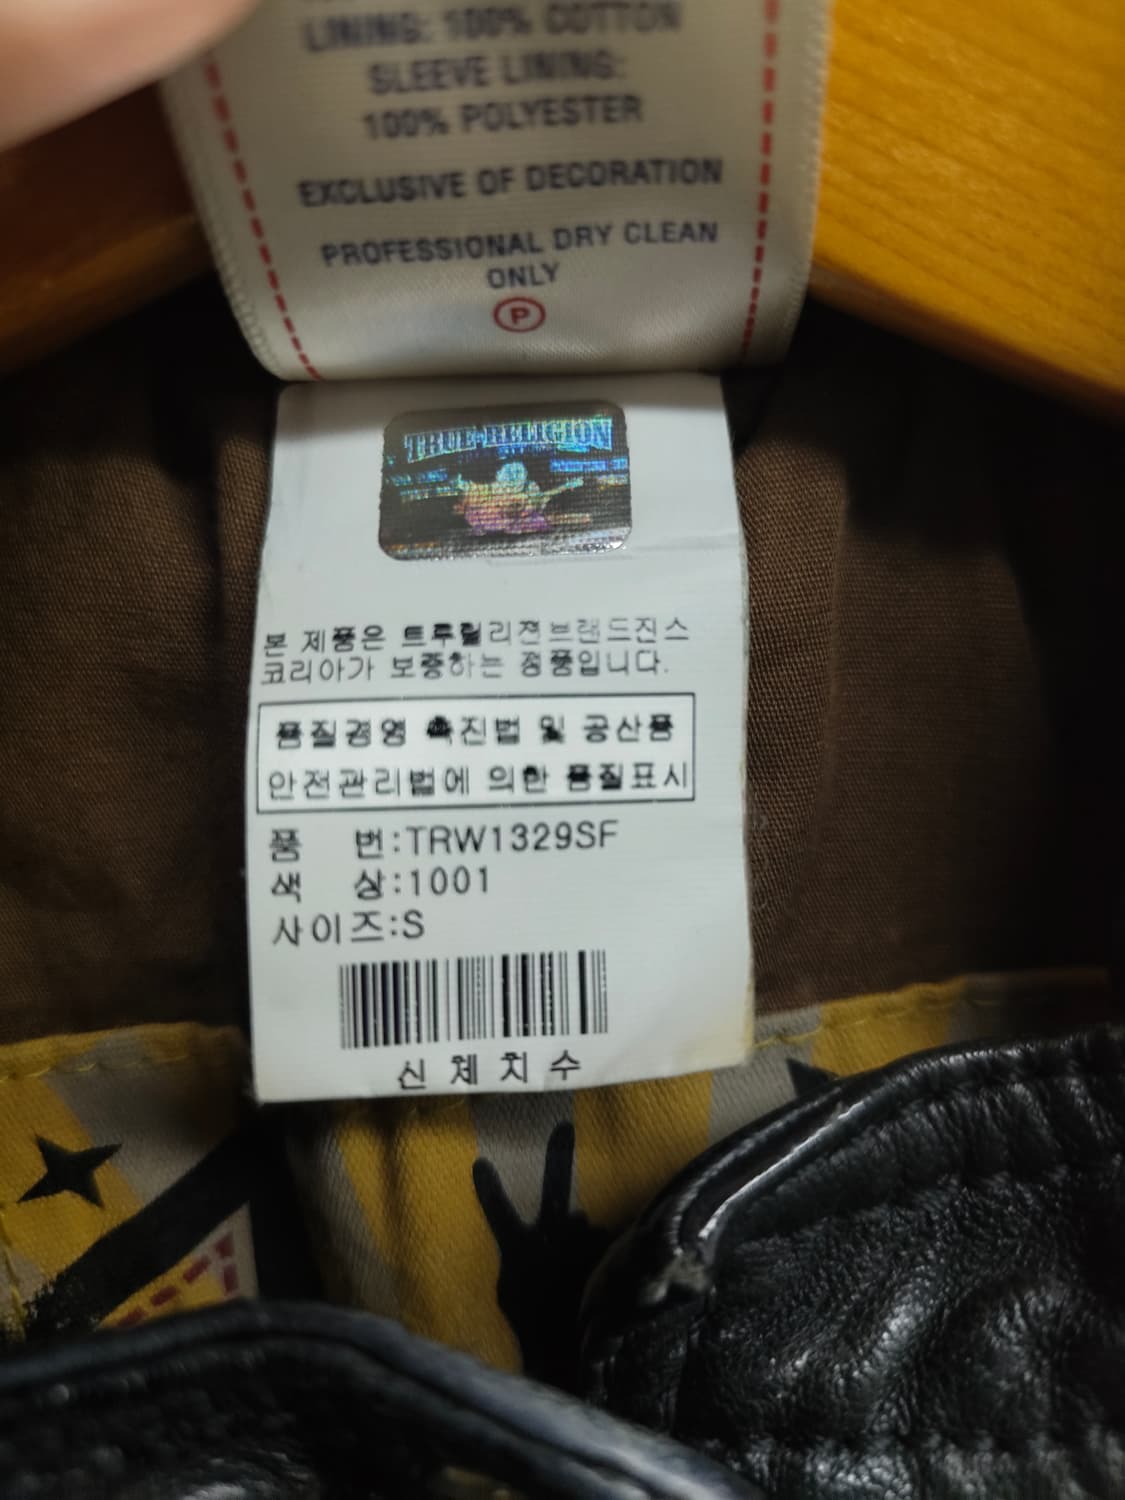 LINING: 100% COTTON
SLEEVE LINING:
100% POLYESTER
EXCLUSIVE OF DECORATION
PROFESSIONAL DRY CLEAN
ONLY
P
TRUE RELIGION
본 제품은 트루릴리젼브랜드진스
코리아가 보증하는 정품입니다.
품질경영 촉진법 및 공산품
안전관리법에 의한 품질표시
품 번:TRW1329SF
색 상:1001
사이즈:S
신체치수